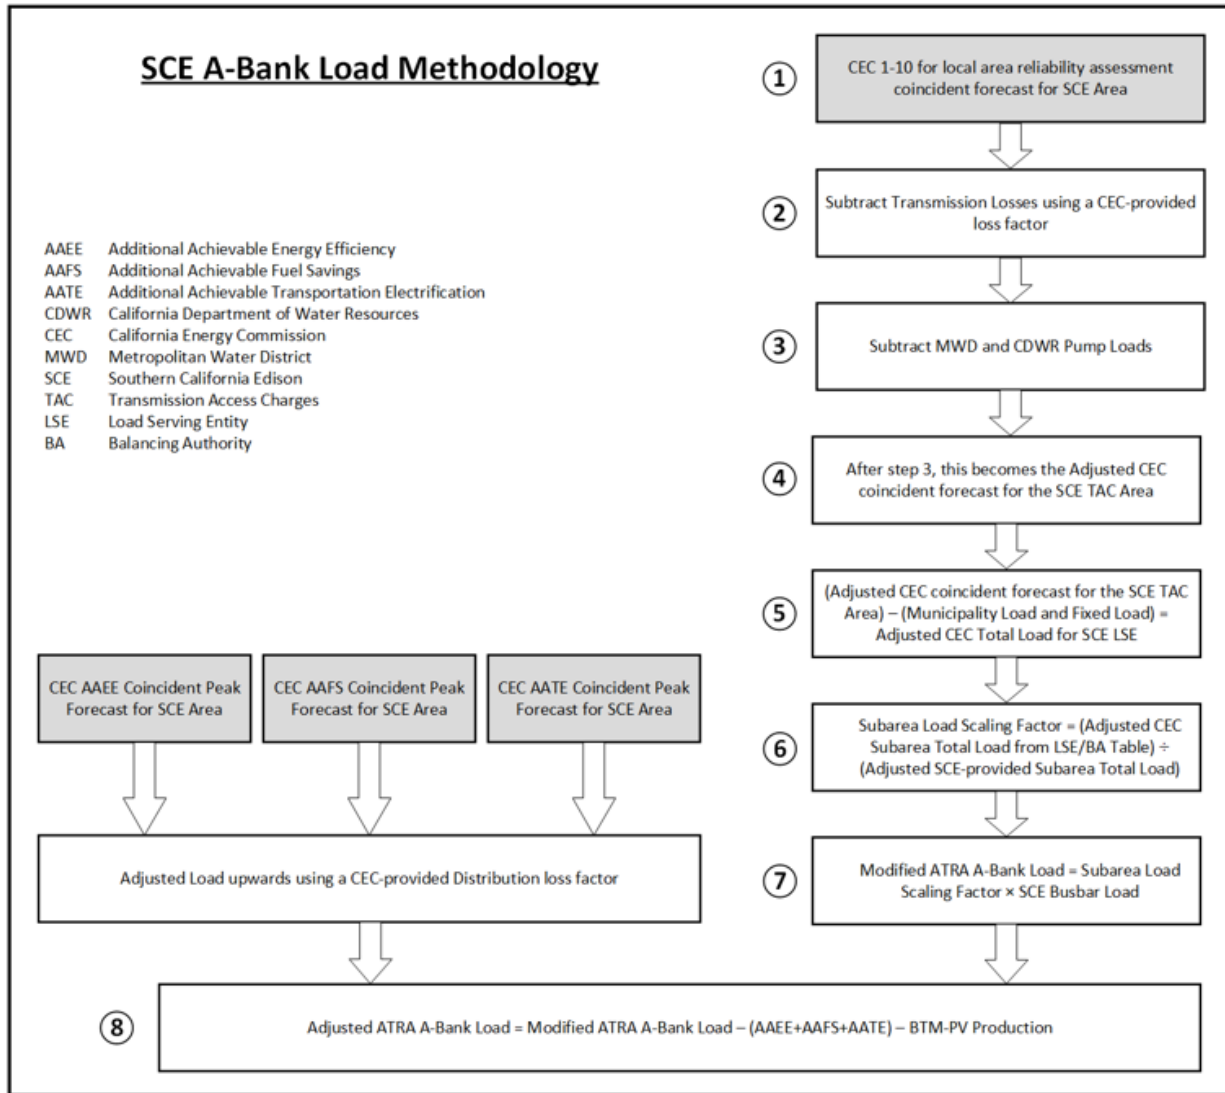 SCE A-Bank Load Methodology
1
CEC 1-10 for local area reliability assessment
coincident forecast for SCE Area
2
Subtract Transmission Losses using a CEC-provided
loss factor
AAEE Additional Achievable Energy Efficiency
AAFS Additional Achievable Fuel Savings
AATE Additional Achievable Transportation Electrification
CDWR California Department of Water Resources
CEC California Energy Commission
MWD Metropolitan Water District
SCE Southern California Edison
TAC Transmission Access Charges
LSE Load Serving Entity
BA Balancing Authority
3
Subtract MWD and CDWR Pump Loads
4
After step 3, this becomes the Adjusted CEC
coincident forecast for the SCE TAC Area
5
(Adjusted CEC coincident forecast for the SCE TAC
Area) – (Municipality Load and Fixed Load) =
Adjusted CEC Total Load for SCE LSE
CEC AAEE Coincident Peak
Forecast for SCE Area
CEC AAFS Coincident Peak
Forecast for SCE Area
CEC AATE Coincident Peak
Forecast for SCE Area
6
Subarea Load Scaling Factor = (Adjusted CEC
Subarea Total Load from LSE/BA Table) ÷
(Adjusted SCE-provided Subarea Total Load)
Adjusted Load upwards using a CEC-provided Distribution loss factor
7
Modified ATRA A-Bank Load = Subarea Load
Scaling Factor × SCE Busbar Load
8
Adjusted ATRA A-Bank Load = Modified ATRA A-Bank Load – (AAEE+AAFS+AATE) – BTM-PV Production